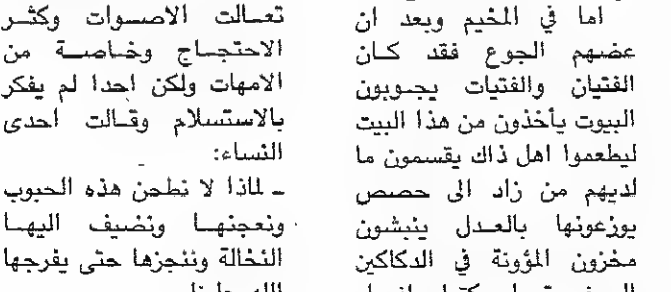 اما في المخيم وبعد ان
عضهم الجوع فقد كان
الفتيان والفتيات يجوبون
البيوت يأخذون من هذا البيت
ليطعموا اهل ذاك يقسمون ما
لديهم من زاد الى حصص
يوزعونها بالعدل ينبشون
مخزون المؤونة في الدكاكين
تعالت الاصوات وكثر
الاحتجاج وخاصة من
الامهات ولكن احدا لم يفكر
بالاستسلام وقالت احدى
النساء:
ـ لماذا لا نطحن هذه الحبوب
ونعجنها ونضيف اليها
النخالة وننجزها حتى يفرجها